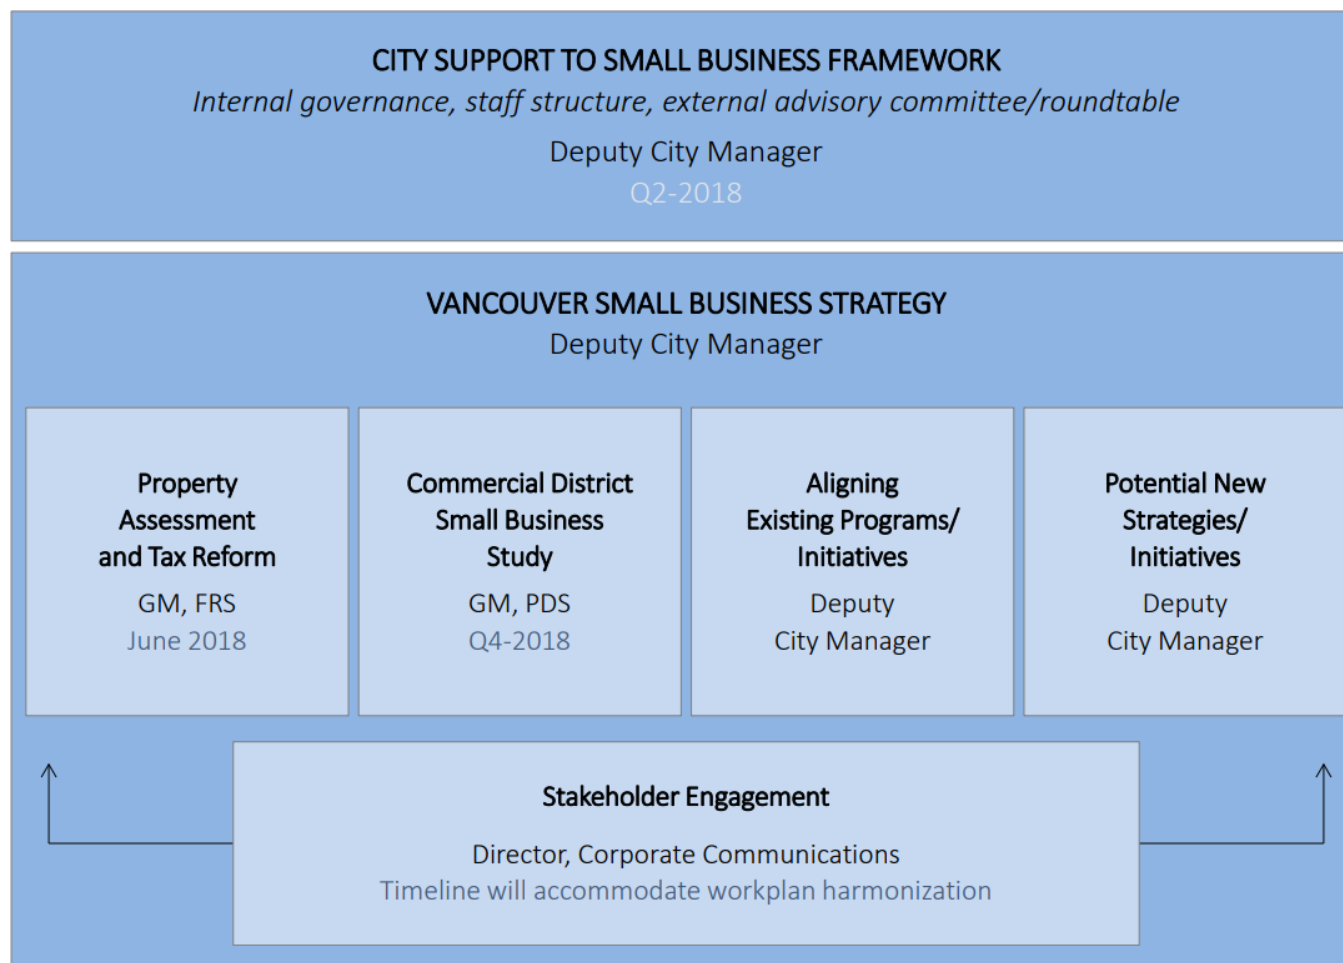 CITY SUPPORT TO SMALL BUSINESS FRAMEWORK
Internal governance, staff structure, external advisory committee/roundtable
Deputy City Manager
Q2-2018
VANCOUVER SMALL BUSINESS STRATEGY
Deputy City Manager
Property
Assessment
and Tax Reform
GM, FRS
June 2018
Commercial District
Small Business
Study
GM, PDS
Q4-2018
Aligning
Existing Programs/
Initiatives
Deputy
City Manager
Potential New
Strategies/
Initiatives
Deputy
City Manager
Stakeholder Engagement
Director, Corporate Communications
Timeline will accommodate workplan harmonization